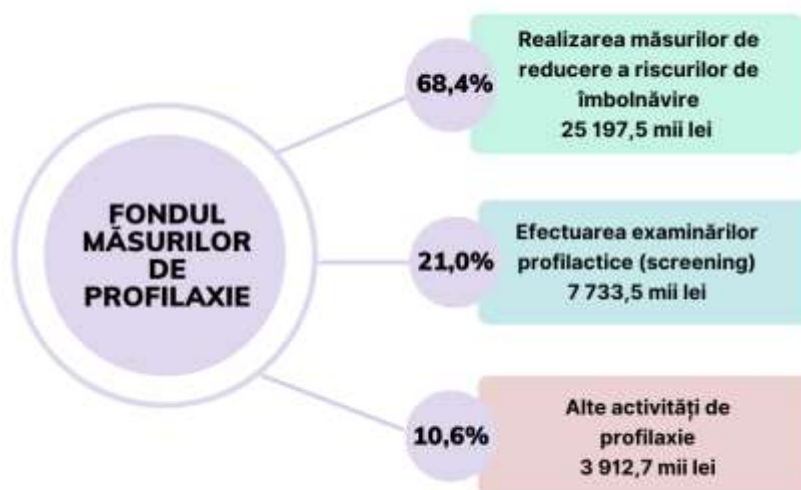 FONDUL
MĂSURILOR
DE
PROFILAXIE
68,4%
Realizarea măsurilor de
reducere a riscurilor de
îmbolnăvire
25 197,5 mii lei
21,0%
Efectuarea examinărilor
profilactice (screening)
7 733,5 mii lei
10,6%
Alte activități de
profilaxie
3 912,7 mii lei